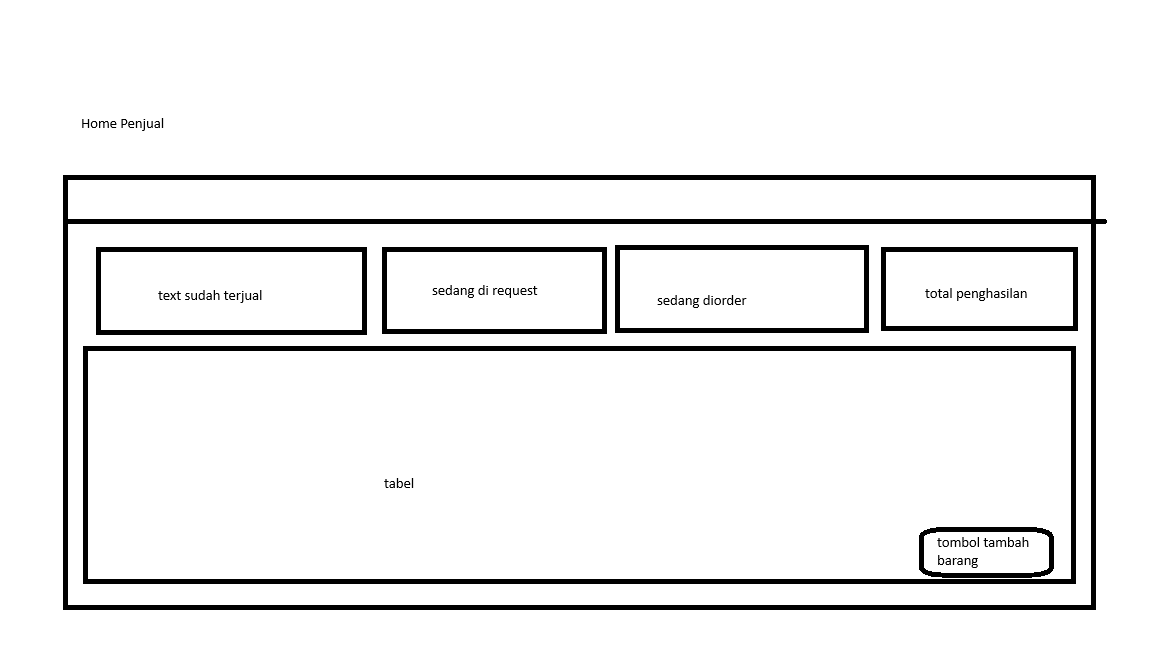 Home Penjual
text sudah terjual
sedang di request
sedang diorder
total penghasilan
tabel
tombol tambah
barang